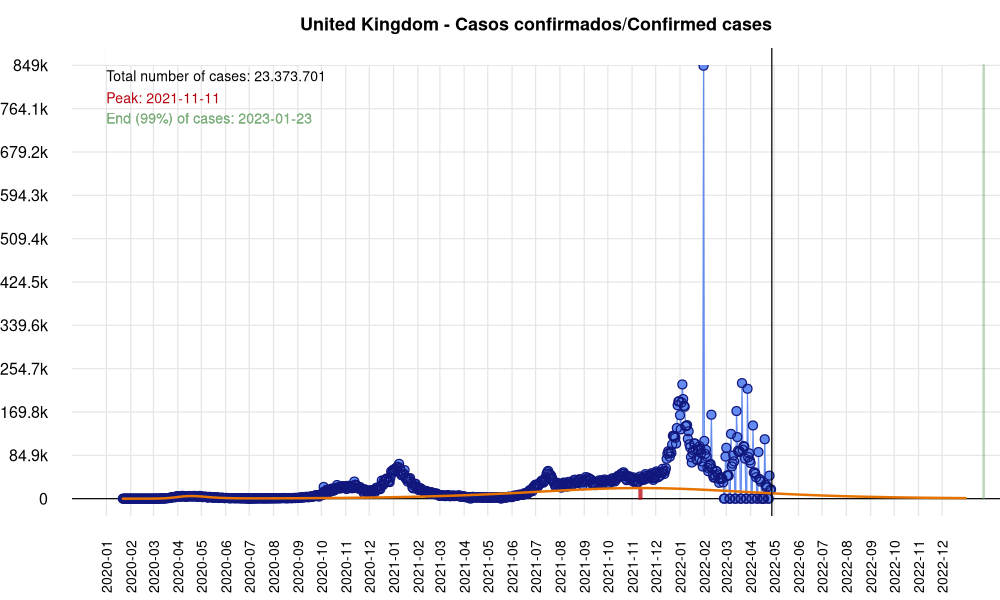 United Kingdom - Casos confirmados/Confirmed cases
849k
764.1k
679.2k
594.3k
509.4k
424.5k
339.6k
254.7k
169.8k
84.9k
0
Total number of cases: 23.373.701
Peak: 2021-11-11
End (99%) of cases: 2023-01-23
2020-01
2020-02
2020-03
2020-04
2020-05
2020-06
2020-07
2020-08
2020-09
2020-10
2020-11
2020-12
2021-01
2021-02
2021-03
2021-04
2021-05
2021-06
2021-07
2021-08
2021-09
2021-10
2021-11
2021-12
2022-01
2022-02
2022-03
2022-04
2022-05
2022-06
2022-07
2022-08
2022-09
2022-10
2022-11
2022-12